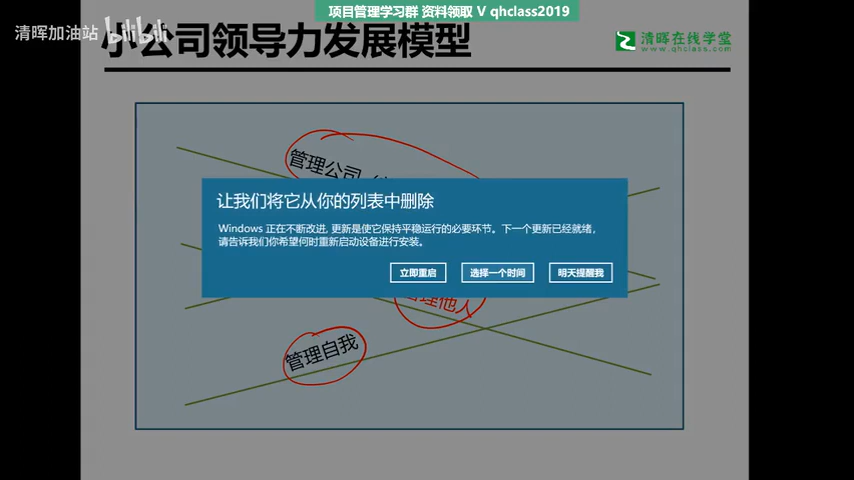 项目管理学习群 资料领取 V qhclass2019
清晖加油站 bilibili
小公司领导力发展模型
清晖在线学堂
www.qhclass.com
管理公司
让我们将它从你的列表中删除
Windows 正在不断改进, 更新是使它保持平稳运行的必要环节。下一个更新已经就绪，
请告诉我们你希望何时重新启动设备进行安装。
立即重启 选择一个时间 明天提醒我
管理他人
管理自我